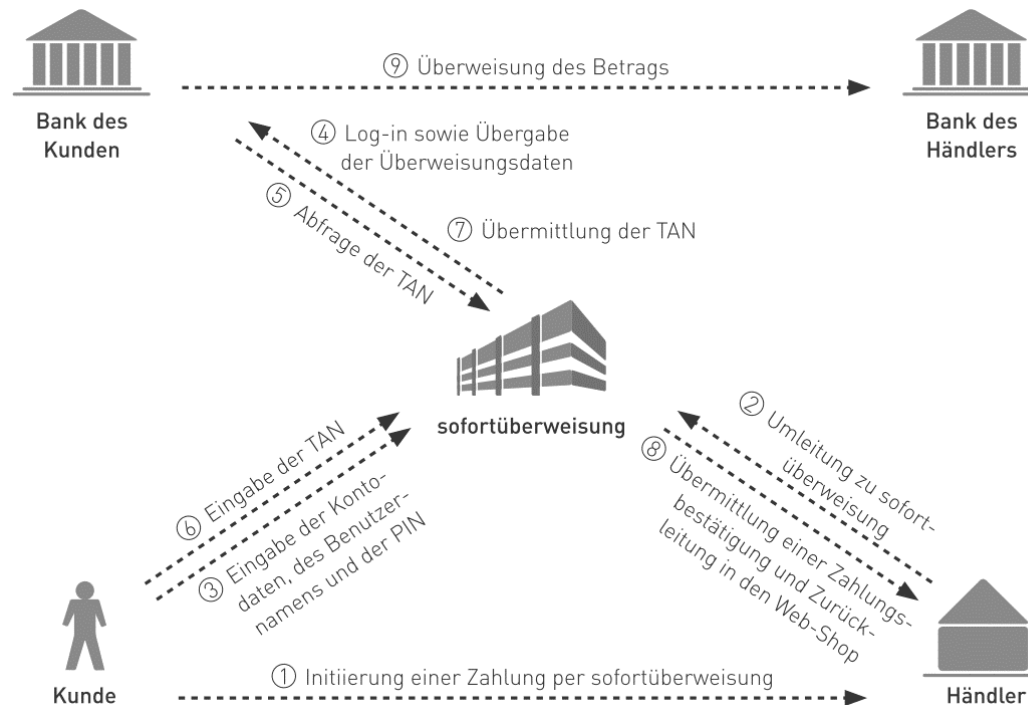 ⑨ Überweisung des Betrags
Bank des
Kunden
Bank des
Händlers
④ Log-in sowie Übergabe
der Überweisungsdaten
⑤ Abfrage der TAN
⑦ Übermittlung der TAN
sofortüberweisung
② Umleitung zu sofort-
überweisung
⑧ Übermittlung einer Zahlungs-
bestätigung und Zurück-
leitung in den Web-Shop
⑥ Eingabe der TAN
③ Eingabe der Konto-
daten, des Benutzer-
namens und der PIN
Kunde
① Initiierung einer Zahlung per sofortüberweisung
Händler